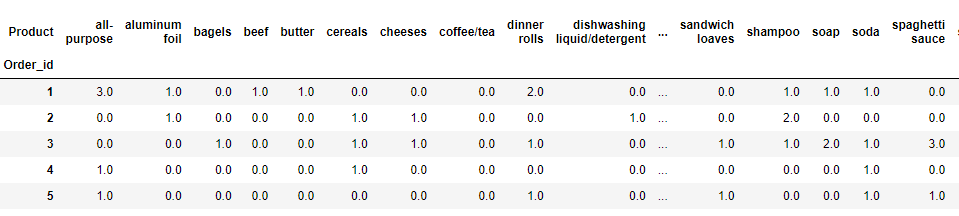 Product all-purpose aluminum foil bagels beef butter cereals cheeses coffee/tea dinner rolls dishwashing liquid/detergent ... sandwich loaves shampoo soap soda spaghetti sauce
Order_id
1 3.0 1.0 0.0 1.0 1.0 0.0 0.0 0.0 2.0 0.0 ... 0.0 1.0 1.0 1.0 0.0
2 0.0 1.0 0.0 0.0 0.0 1.0 1.0 0.0 0.0 1.0 ... 0.0 2.0 0.0 0.0 0.0
3 0.0 0.0 1.0 0.0 0.0 1.0 1.0 0.0 1.0 0.0 ... 1.0 1.0 2.0 1.0 3.0
4 1.0 0.0 0.0 0.0 0.0 1.0 0.0 0.0 0.0 0.0 ... 0.0 0.0 0.0 1.0 0.0
5 1.0 0.0 0.0 0.0 0.0 0.0 0.0 0.0 1.0 0.0 ... 1.0 0.0 0.0 1.0 1.0